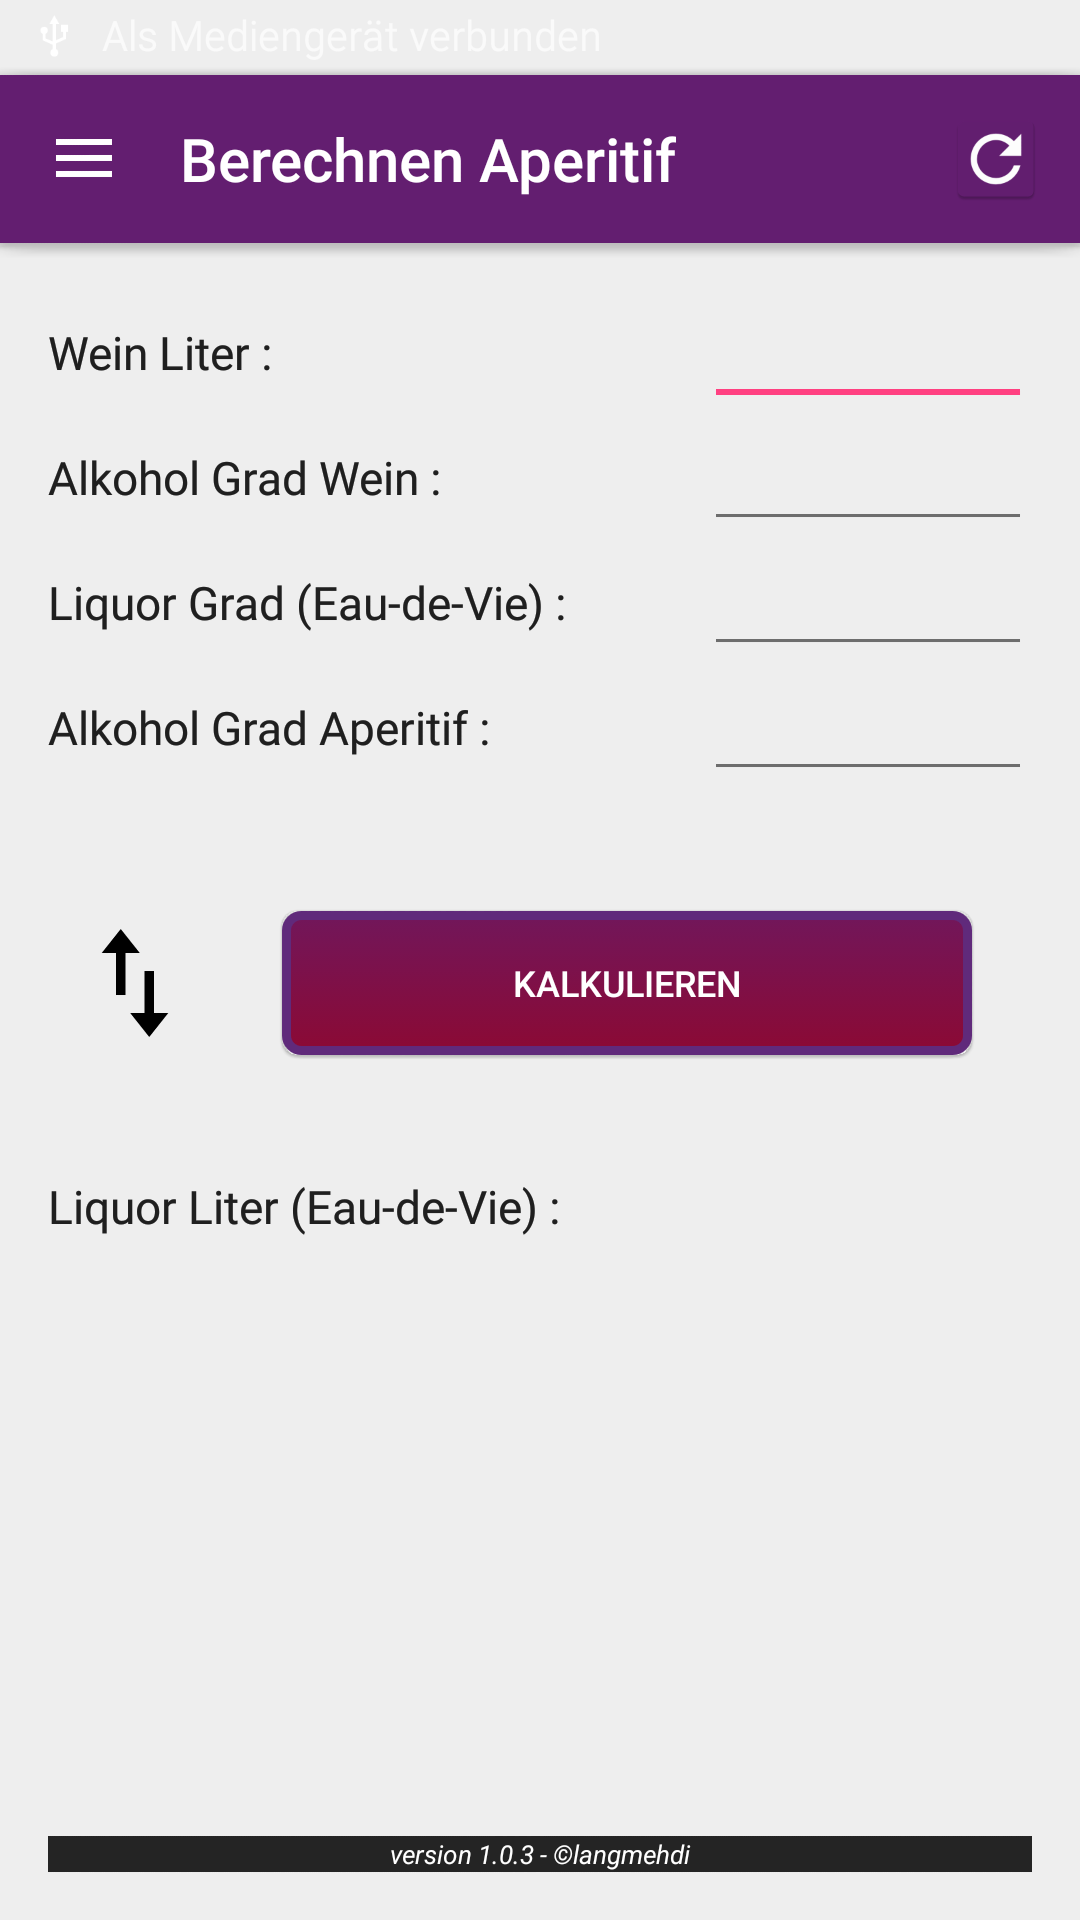 Als Mediengerät verbunden
Berechnen Aperitif
Wein Liter :
Alkohol Grad Wein :
Liquor Grad (Eau-de-Vie) :
Alkohol Grad Aperitif :
KALKULIEREN
Liquor Liter (Eau-de-Vie) :
version 1.0.3 - ©langmehdi